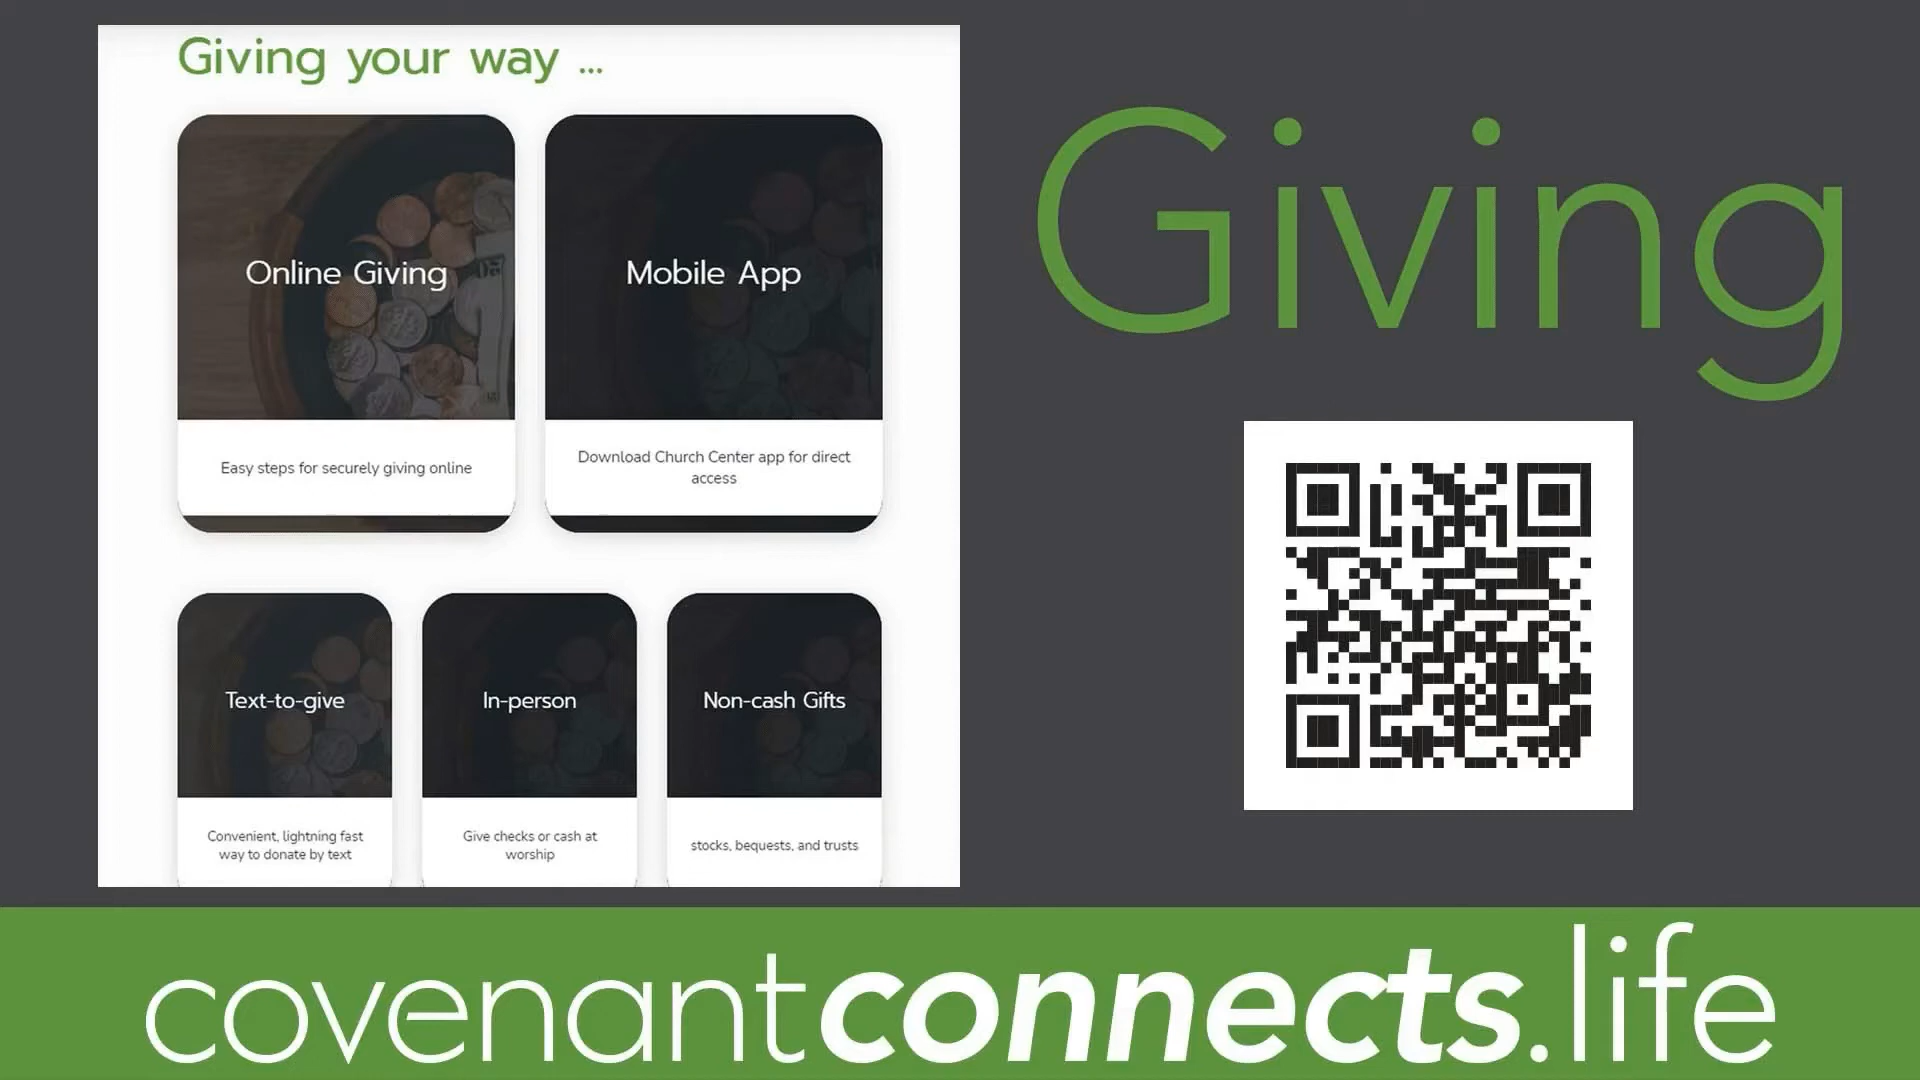 Giving your way ...
Online Giving
Easy steps for securely giving online
Mobile App
Download Church Center app for direct
access
Text-to-give
Convenient, lightning fast
way to donate by text
In-person
Give checks or cash at
worship
Non-cash Gifts
stocks, bequests, and trusts
Giving
covenantconnects.life